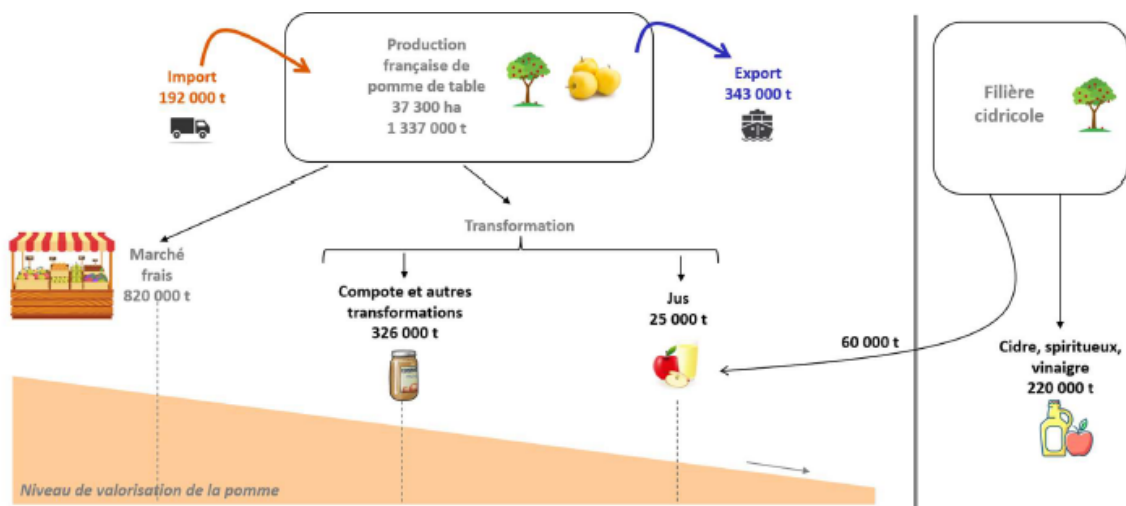 Production
française de
pomme de table
37 300 ha
1 337 000 t
Import
192 000 t
Export
343 000 t
Filière
cidricole
Transformation
Marché
frais
820 000 t
Compote et autres
transformations
326 000 t
Jus
25 000 t
60 000 t
Cidre, spiritueux,
vinaigre
220 000 t
Niveau de valorisation de la pomme